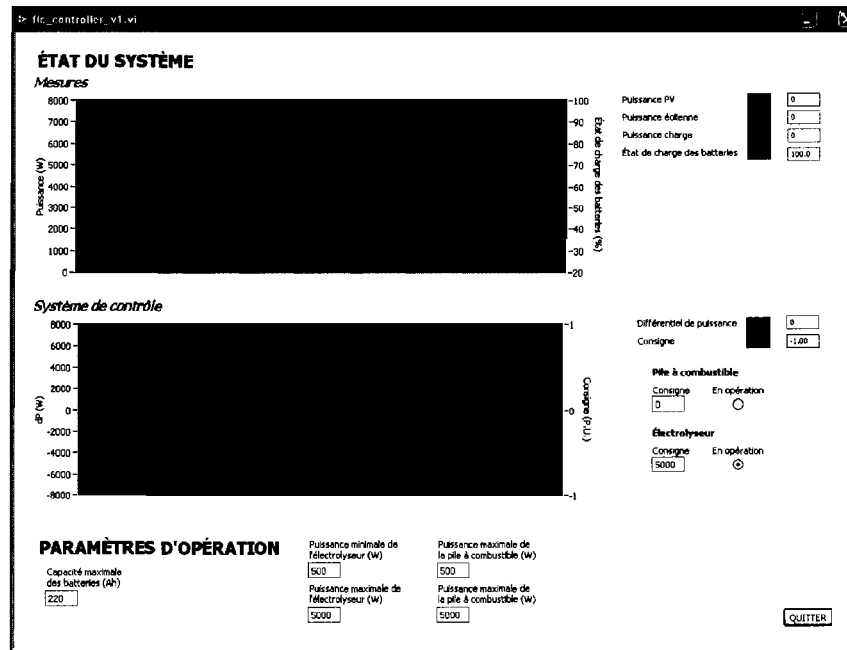 flc_controller_v1.vi
ÉTAT DU SYSTÈME
Mesures
8000
7000
6000
5000
4000
3000
2000
1000
0
Puissance (W)
100
90
80
70
60
50
40
30
20
État de charge des batteries (%)
Puissance PV 0
Puissance éolienne 0
Puissance charge 0
État de charge des batteries 100.0
Système de contrôle
8000
6000
4000
2000
0
-2000
-4000
-6000
-8000
dP (W)
1
0
-1
Consigne (P.U.)
Différentiel de puissance 0
Consigne -1.00
Pile à combustible
Consigne En opération
0
Électrolyseur
Consigne En opération
5000
PARAMÈTRES D'OPÉRATION
Capacité maximale
des batteries (Ah)
220
Puissance minimale de
l'électrolyseur (W)
500
Puissance maximale de
l'électrolyseur (W)
5000
Puissance maximale de
la pile à combustible (W)
500
Puissance maximale de
la pile à combustible (W)
5000
QUITTER